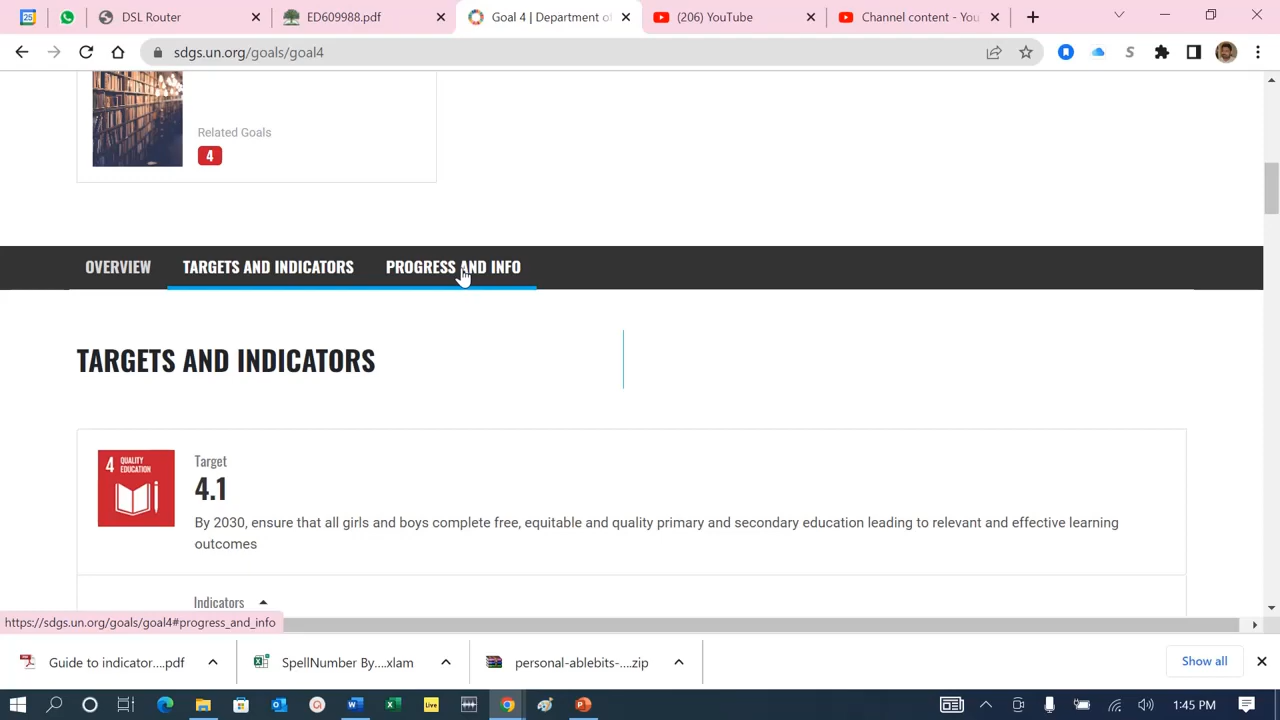 DSL Router
ED609988.pdf
Goal 4 | Department of
(206) YouTube
Channel content - You
sdgs.un.org/goals/goal4
Related Goals
4
OVERVIEW
TARGETS AND INDICATORS
PROGRESS AND INFO
TARGETS AND INDICATORS
4 QUALITY
EDUCATION
Target
4.1
By 2030, ensure that all girls and boys complete free, equitable and quality primary and secondary education leading to relevant and effective learning
outcomes
Indicators
https://sdgs.un.org/goals/goal4#progress_and_info
Guide to indicator....pdf
SpellNumber By....xlam
personal-ablebits-....zip
Show all
1:45 PM